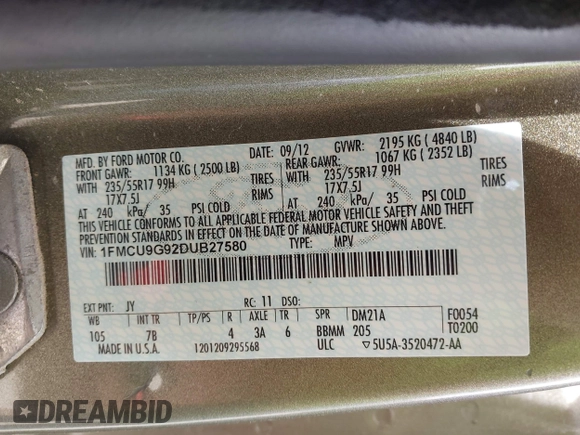 MFD. BY FORD MOTOR CO. DATE: 09/12 GVWR: 2195 KG ( 4840 LB)
FRONT GAWR: 1134 KG ( 2500 LB) REAR GAWR: 1067 KG ( 2352 LB)
WITH 235/55R17 99H TIRES WITH 235/55R17 99H TIRES
17X7.5J RIMS 17X7.5J RIMS
AT 240 kPa/ 35 PSI COLD AT 240 kPa/ 35 PSI COLD
THIS VEHICLE CONFORMS TO ALL APPLICABLE FEDERAL MOTOR VEHICLE SAFETY AND THEFT
PREVENTION STANDARDS IN EFFECT ON THE DATE OF MANUFACTURE SHOWN ABOVE.
VIN: 1FMCU9G92DUB27580 TYPE: MPV
EXT PNT: JY RC: 11 DSO:
WB INT TR TP/PS R AXLE TR SPR DM21A F0054
105 7B 4 3A 6 BBMM 205 T0200
MADE IN U.S.A. 1201209295568 ULC ▽5U5A-3520472-AA
DREAMBID